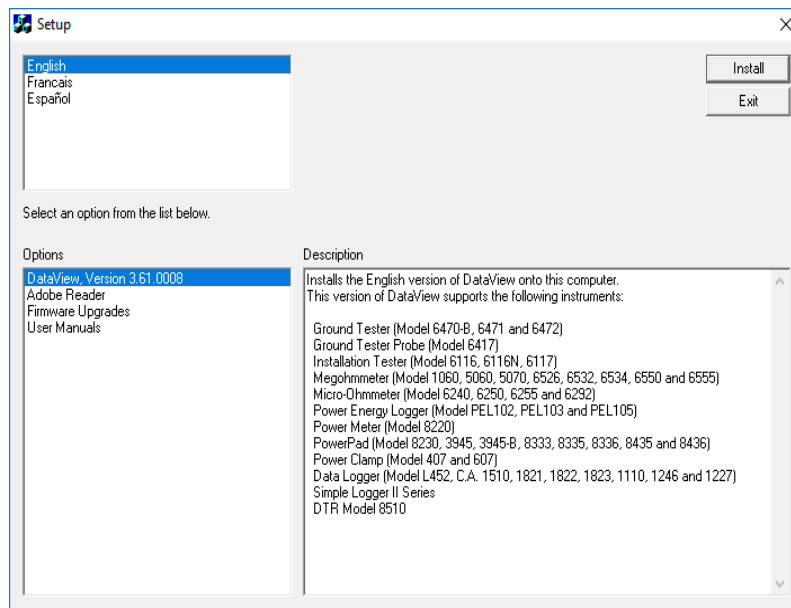 Setup
English
Francais
Español
Install
Exit
Select an option from the list below.
Options
DataView, Version 3.61.0008
Adobe Reader
Firmware Upgrades
User Manuals
Description
Installs the English version of DataView onto this computer.
This version of DataView supports the following instruments:
Ground Tester (Model 6470-B, 6471 and 6472)
Ground Tester Probe (Model 6417)
Installation Tester (Model 6116, 6116N, 6117)
Megohmmeter (Model 1060, 5060, 5070, 6526, 6532, 6534, 6550 and 6555)
Micro-Ohmmeter (Model 6240, 6250, 6255 and 6292)
Power Energy Logger (Model PEL102, PEL103 and PEL105)
Power Meter (Model 8220)
PowerPad (Model 8230, 3945, 3945-B, 8333, 8335, 8336, 8435 and 8436)
Power Clamp (Model 407 and 607)
Data Logger (Model L452, C.A. 1510, 1821, 1822, 1823, 1110, 1246 and 1227)
Simple Logger II Series
DTR Model 8510